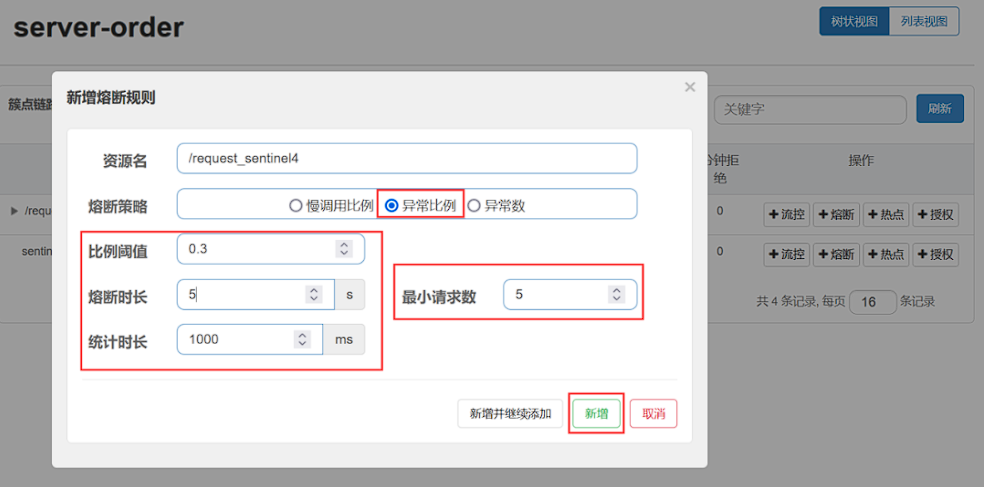 server-order
树状视图 列表视图
簇点链路
关键字
刷新
新增熔断规则
×
资源名 /request_sentinel4
熔断策略 慢调用比例 异常比例 异常数
比例阈值 0.3
熔断时长 5 s 最小请求数 5
统计时长 1000 ms
新增并继续添加 新增 取消
分钟拒绝 操作
/requ 0 +流控 +熔断 +热点 +授权
sentin 0 +流控 +熔断 +热点 +授权
共 4 条记录, 每页 16 条记录